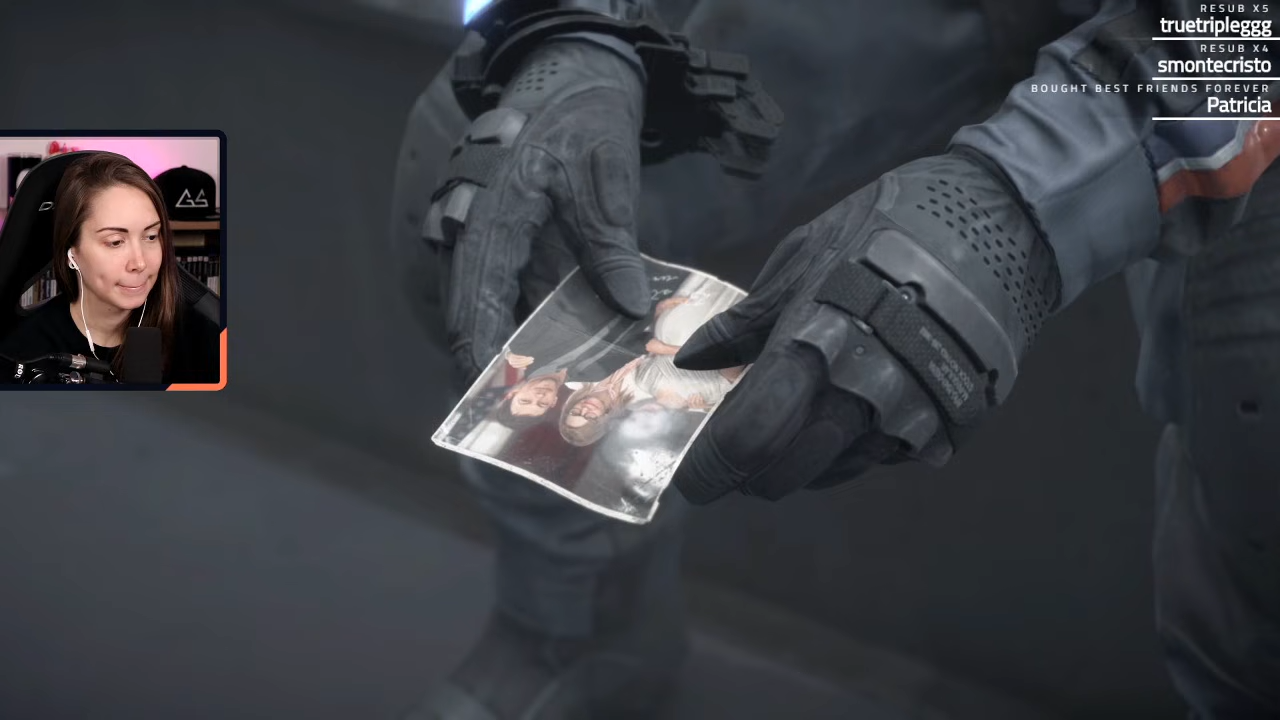 RESUB X5
truetripleggg
RESUB X4
smontecristo
BOUGHT BEST FRIENDS FOREVER
Patricia